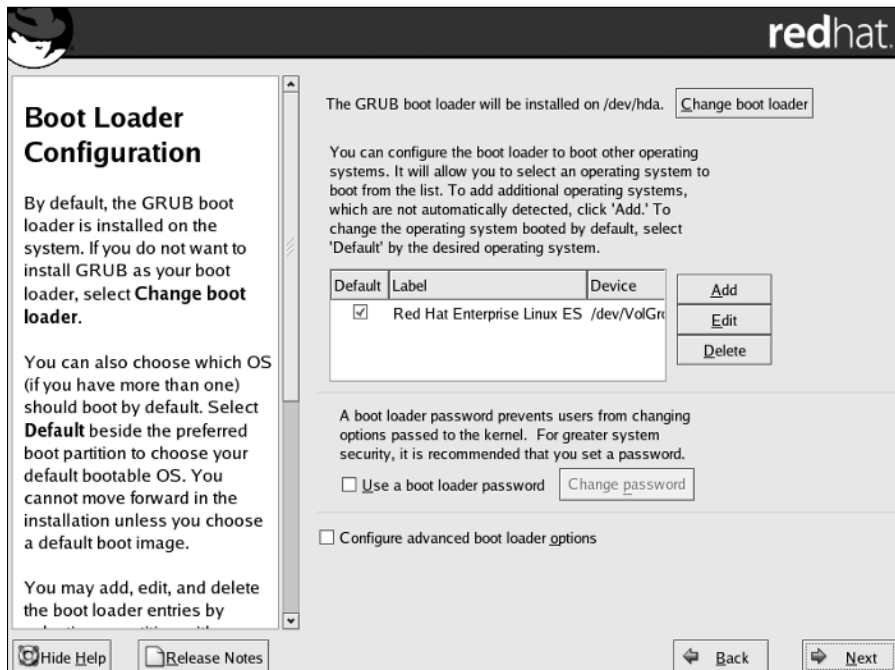 redhat.
Boot Loader
Configuration
By default, the GRUB boot
loader is installed on the
system. If you do not want to
install GRUB as your boot
loader, select Change boot
loader.
You can also choose which OS
(if you have more than one)
should boot by default. Select
Default beside the preferred
boot partition to choose your
default bootable OS. You
cannot move forward in the
installation unless you choose
a default boot image.
You may add, edit, and delete
the boot loader entries by
The GRUB boot loader will be installed on /dev/hda.
Change boot loader
You can configure the boot loader to boot other operating
systems. It will allow you to select an operating system to
boot from the list. To add additional operating systems,
which are not automatically detected, click 'Add.' To
change the operating system booted by default, select
'Default' by the desired operating system.
Default Label Device
Red Hat Enterprise Linux ES /dev/VolGr
Add
Edit
Delete
A boot loader password prevents users from changing
options passed to the kernel. For greater system
security, it is recommended that you set a password.
Use a boot loader password
Change password
Configure advanced boot loader options
Hide Help
Release Notes
Back
Next